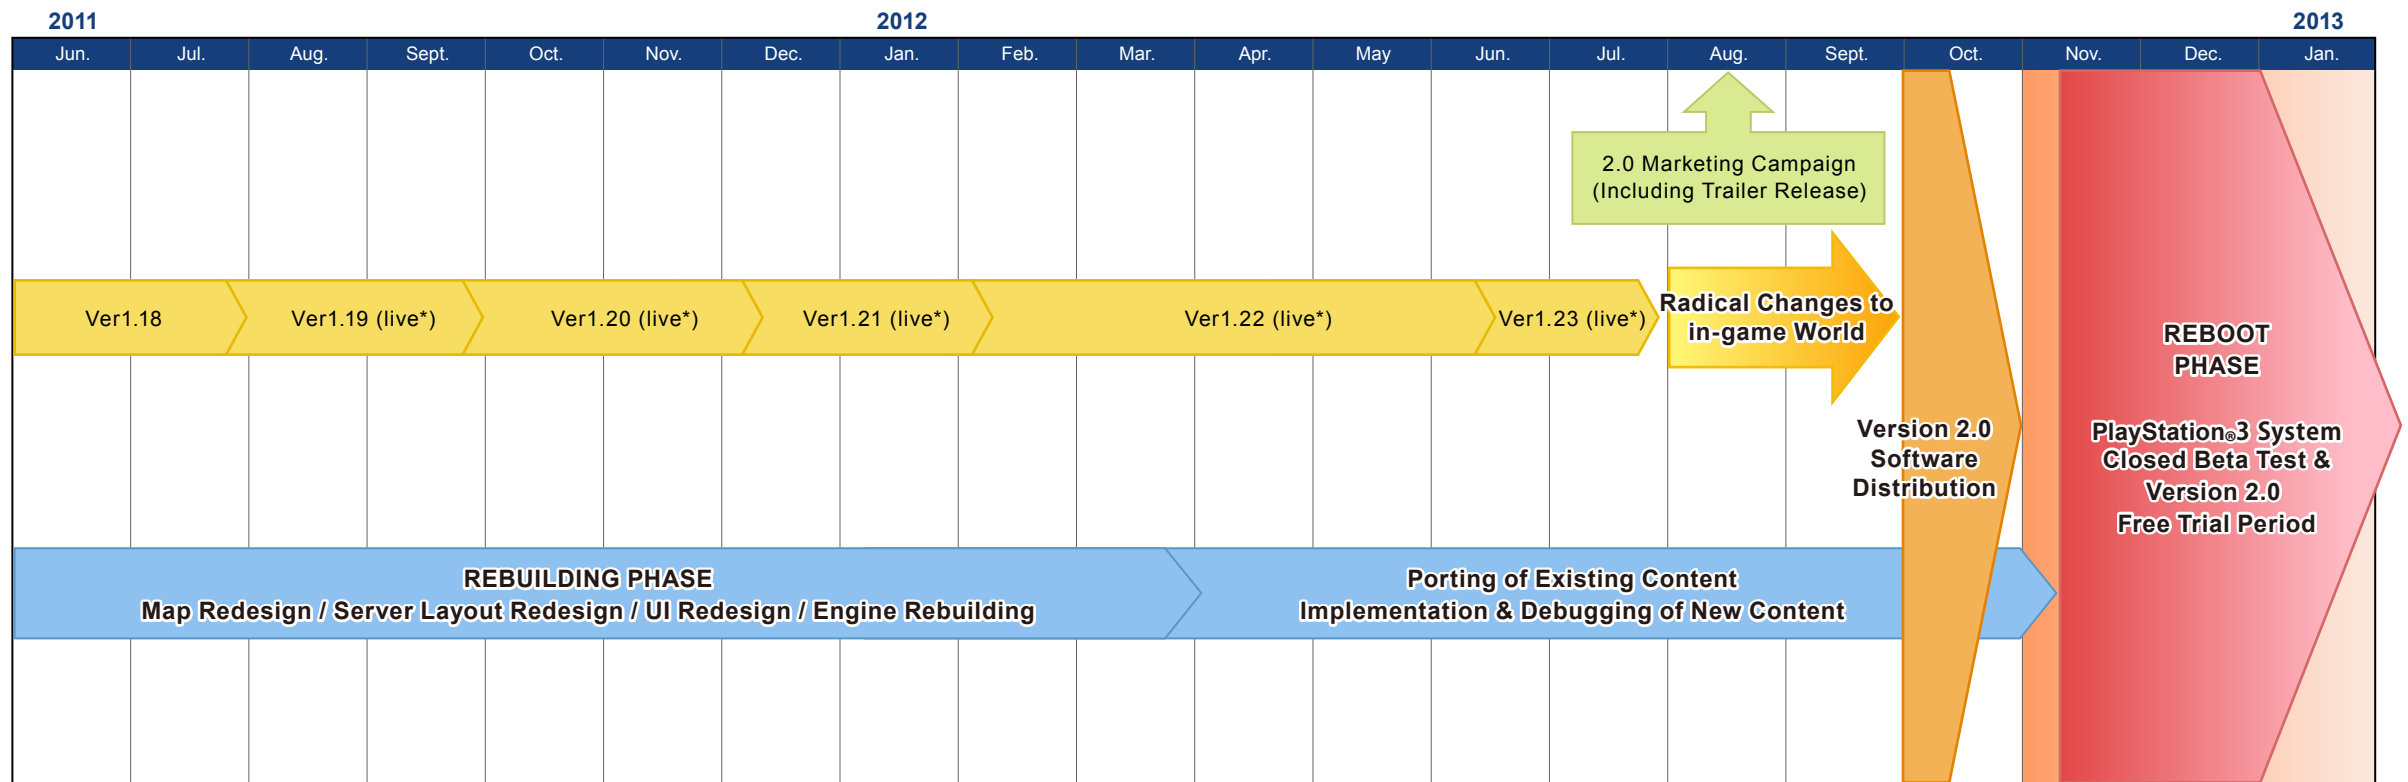 2011
2012
2013
Jun.
Jul.
Aug.
Sept.
Oct.
Nov.
Dec.
Jan.
Feb.
Mar.
Apr.
May
Jun.
Jul.
Aug.
Sept.
Oct.
Nov.
Dec.
Jan.
2.0 Marketing Campaign
(Including Trailer Release)
Ver1.18
Ver1.19 (live*)
Ver1.20 (live*)
Ver1.21 (live*)
Ver1.22 (live*)
Ver1.23 (live*)
Radical Changes to
in-game World
Version 2.0
Software
Distribution
REBOOT
PHASE
PlayStation®3 System
Closed Beta Test &
Version 2.0
Free Trial Period
REBUILDING PHASE
Map Redesign / Server Layout Redesign / UI Redesign / Engine Rebuilding
Porting of Existing Content
Implementation & Debugging of New Content